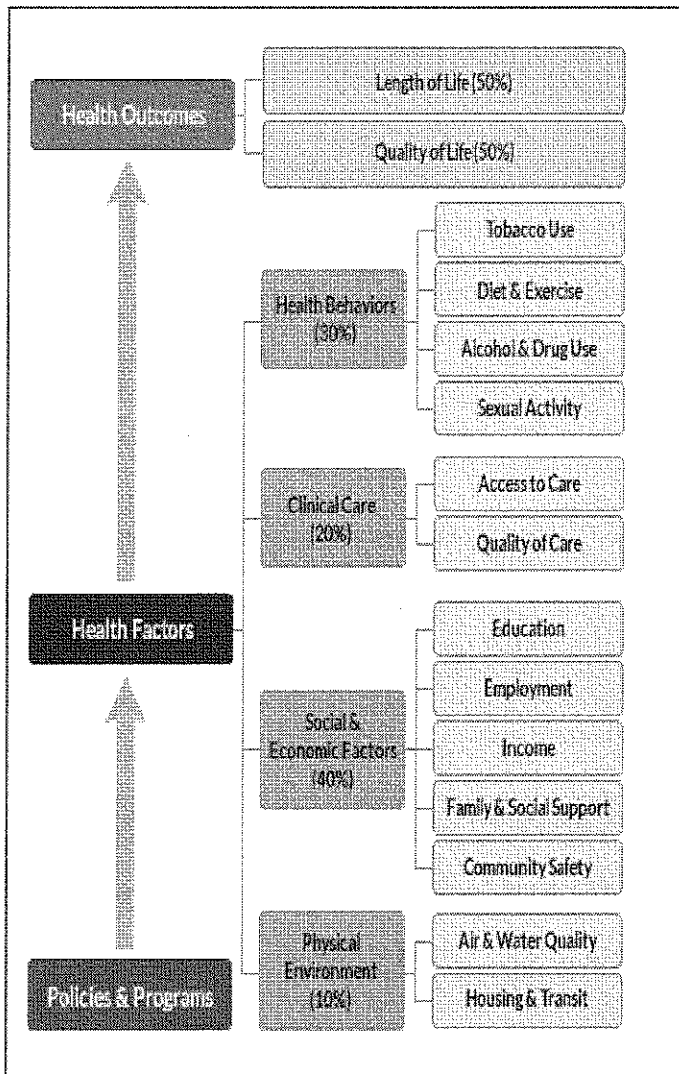 Health Outcomes
Length of Life (50%)
Quality of Life (50%)
Health Behaviors
(30%)
Tobacco Use
Diet & Exercise
Alcohol & Drug Use
Sexual Activity
Clinical Care
(20%)
Access to Care
Quality of Care
Health Factors
Social &
Economic Factors
(40%)
Education
Employment
Income
Family & Social Support
Community Safety
Physical
Environment
(10%)
Air & Water Quality
Housing & Transit
Policies & Programs